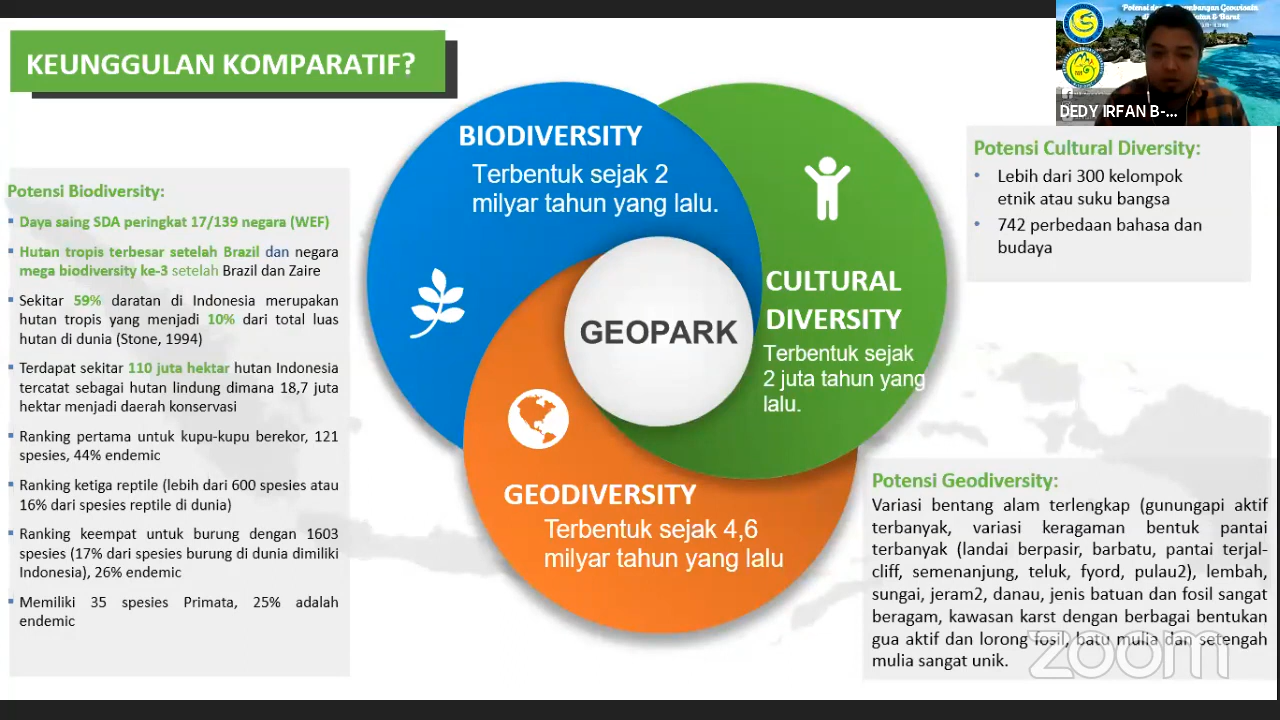 KEUNGGULAN KOMPARATIF?
Potensi Biodiversity:
Daya saing SDA peringkat 17/139 negara (WEF)
Hutan tropis terbesar setelah Brazil dan negara
mega biodiversity ke-3 setelah Brazil dan Zaire
Sekitar 59% daratan di Indonesia merupakan
hutan tropis yang menjadi 10% dari total luas
hutan di dunia (Stone, 1994)
Terdapat sekitar 110 juta hektar hutan Indonesia
tercatat sebagai hutan lindung dimana 18,7 juta
hektar menjadi daerah konservasi
Ranking pertama untuk kupu-kupu berekor, 121
spesies, 44% endemic
Ranking ketiga reptile (lebih dari 600 spesies atau
16% dari spesies reptile di dunia)
Ranking keempat untuk burung dengan 1603
spesies (17% dari spesies burung di dunia dimiliki
Indonesia), 26% endemic
Memiliki 35 spesies Primata, 25% adalah
endemic
BIODIVERSITY
Terbentuk sejak 2
milyar tahun yang lalu.
GEOPARK
CULTURAL
DIVERSITY
Terbentuk sejak
2 juta tahun yang
lalu.
GEODIVERSITY
Terbentuk sejak 4,6
milyar tahun yang lalu
Potensi dan
Geowisata
& Barat
DEDY IRFAN B-...
Potensi Cultural Diversity:
Lebih dari 300 kelompok
etnik atau suku bangsa
742 perbedaan bahasa dan
budaya
Potensi Geodiversity:
Variasi bentang alam terlengkap (gunungapi aktif
terbanyak, variasi keragaman bentuk pantai
terbanyak (landai berpasir, barbatu, pantai terjal-
cliff, semenanjung, teluk, fyord, pulau2), lembah,
sungai, jeram2, danau, jenis batuan dan fosil sangat
beragam, kawasan karst dengan berbagai bentukan
gua aktif dan lorong fosil, batu mulia dan setengah
mulia sangat unik.
zoom